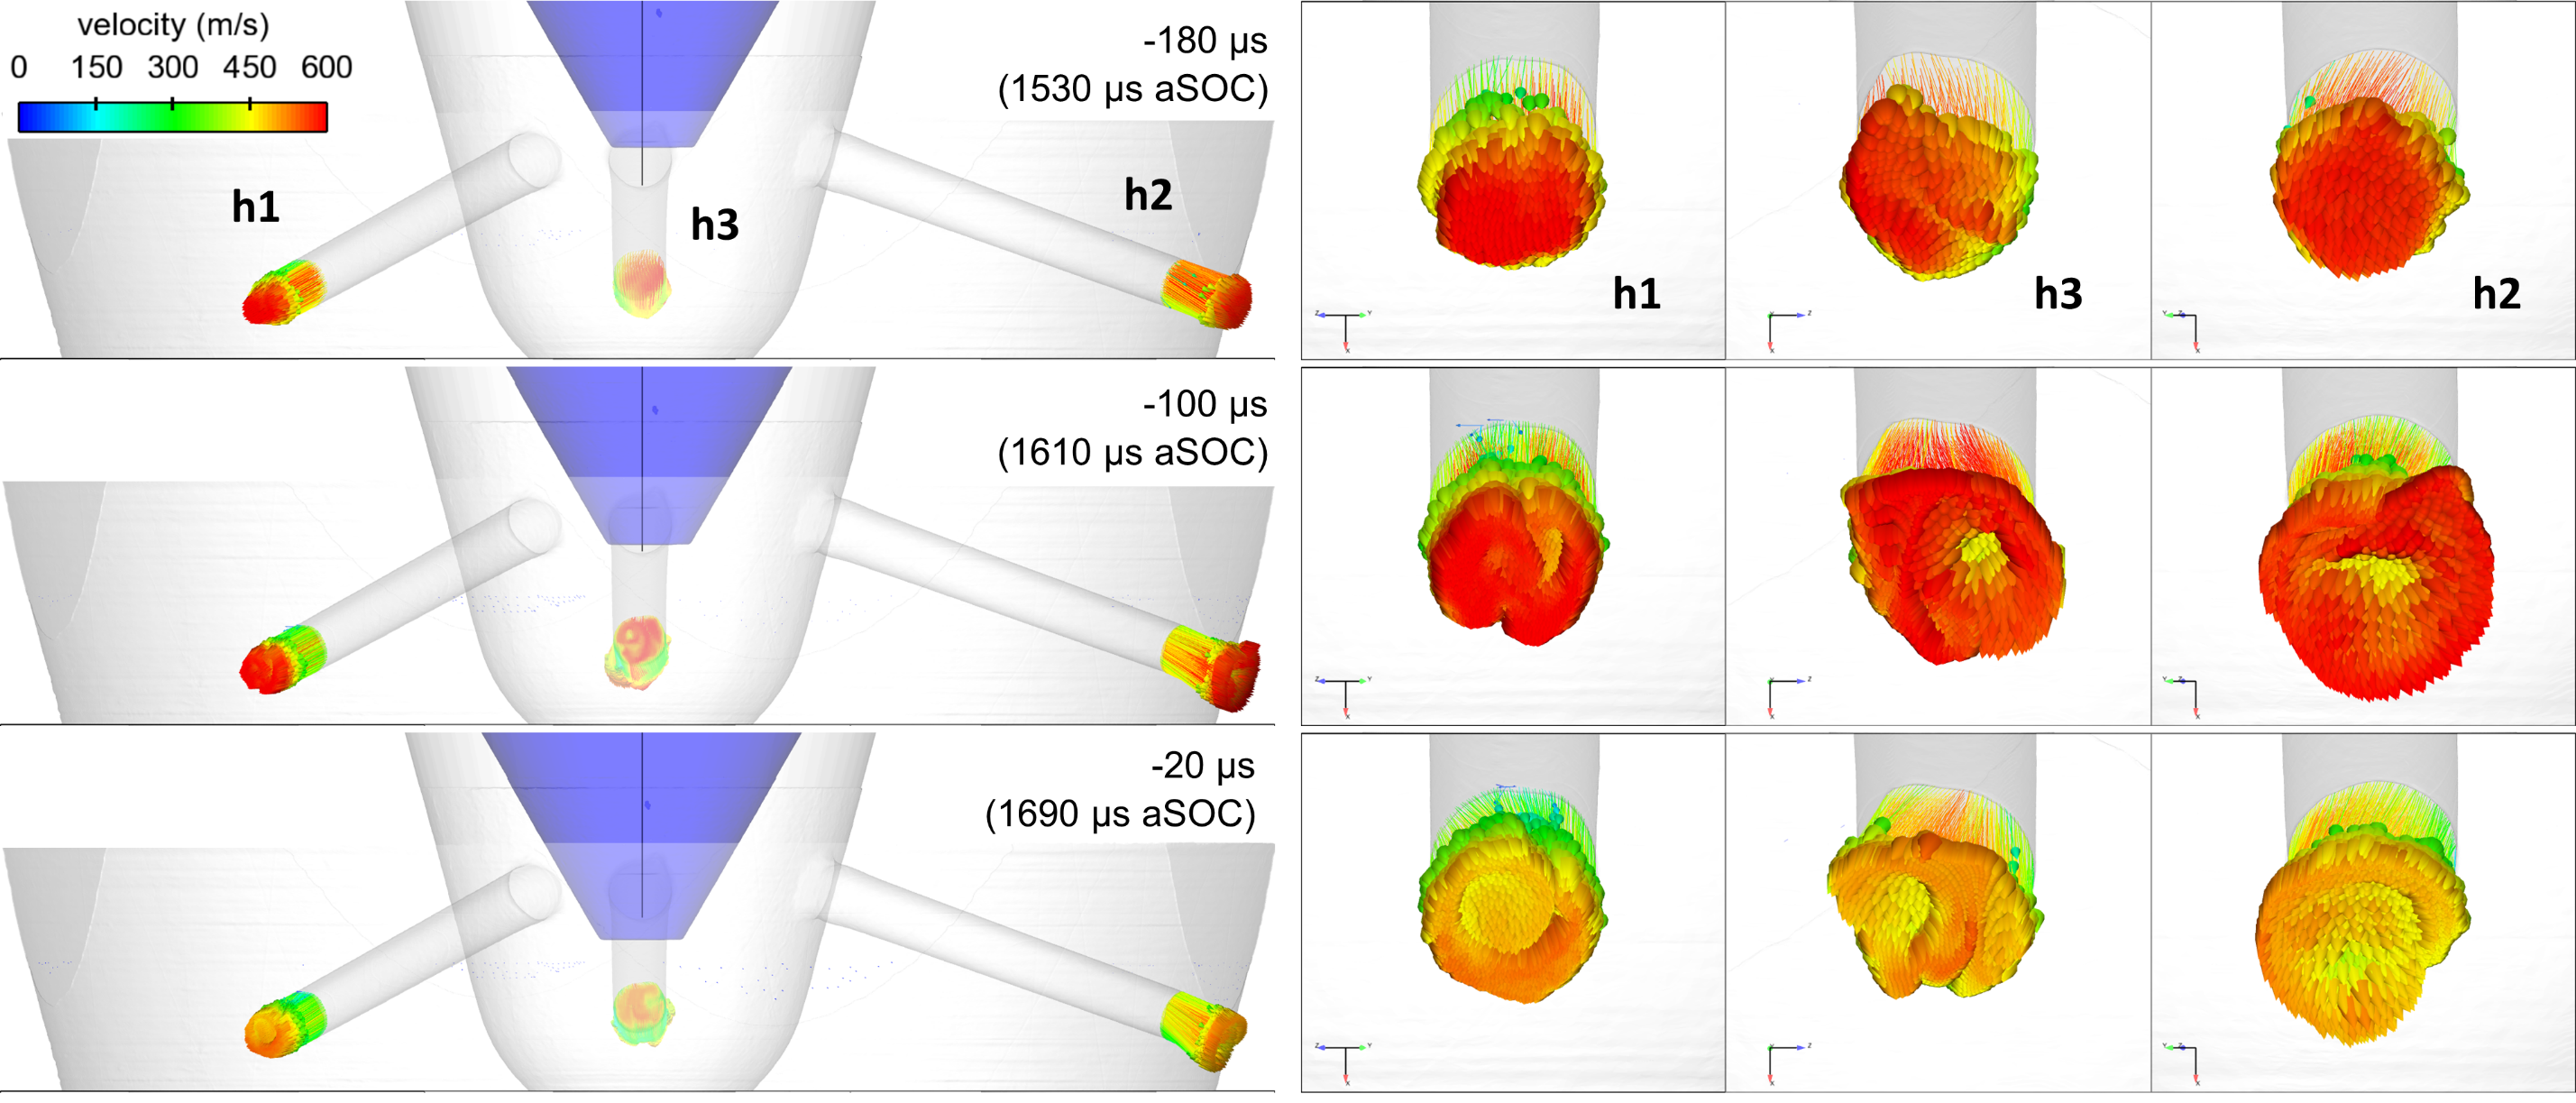 velocity (m/s)
0 150 300 450 600
-180 µs
(1530 µs aSOC)
h1
h3
h2
h1
h3
h2
-100 µs
(1610 µs aSOC)
-20 µs
(1690 µs aSOC)